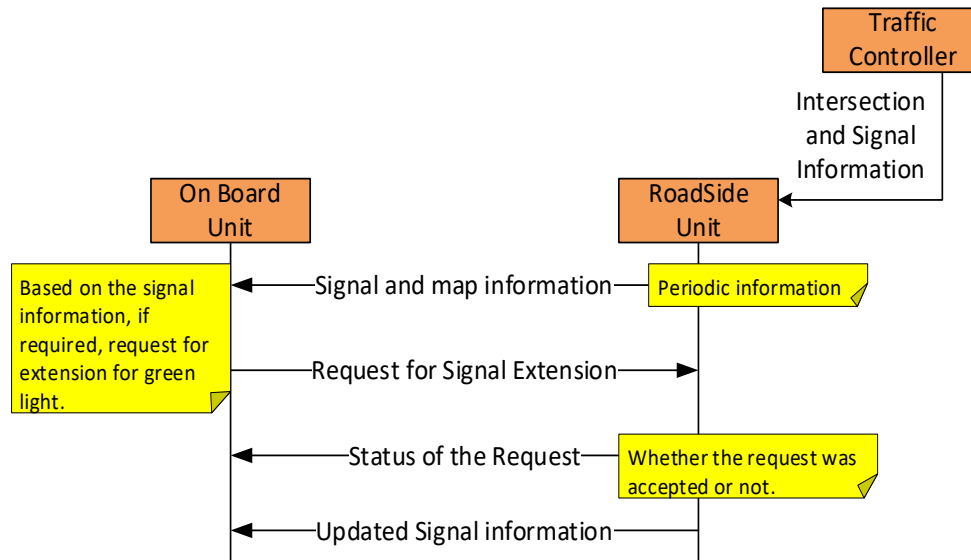 Traffic
Controller
Intersection
and Signal
Information
On Board
Unit
RoadSide
Unit
Signal and map information
Periodic information
Based on the signal
information, if
required, request for
extension for green
light.
Request for Signal Extension
Status of the Request
Whether the request was
accepted or not.
Updated Signal information